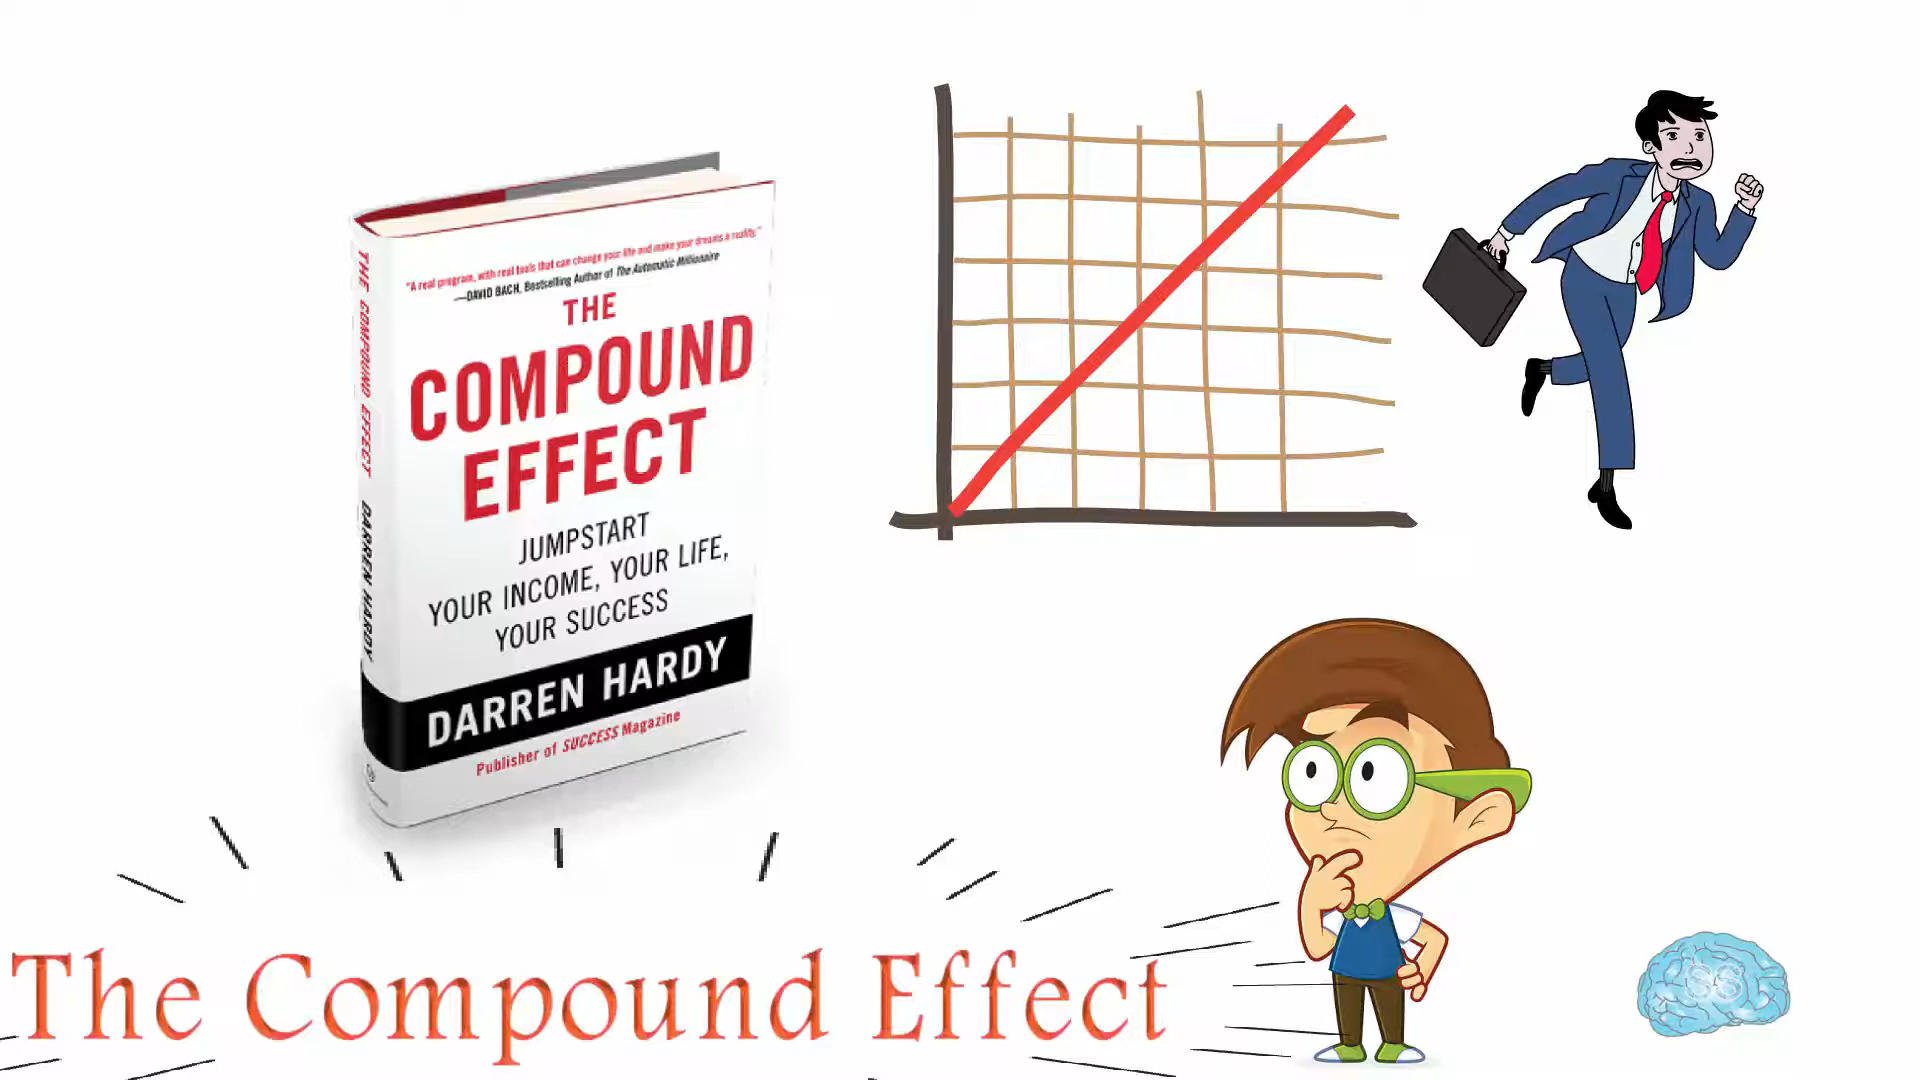 "A real program, with real tools that can change your life and make your dreams a reality."
—DAVID BACH, Bestselling Author of The Automatic Millionaire
THE
COMPOUND
EFFECT
JUMPSTART
YOUR INCOME, YOUR LIFE,
YOUR SUCCESS
DARREN HARDY
Publisher of SUCCESS Magazine
THE COMPOUND EFFECT DARREN HARDY
The Compound Effect
SS